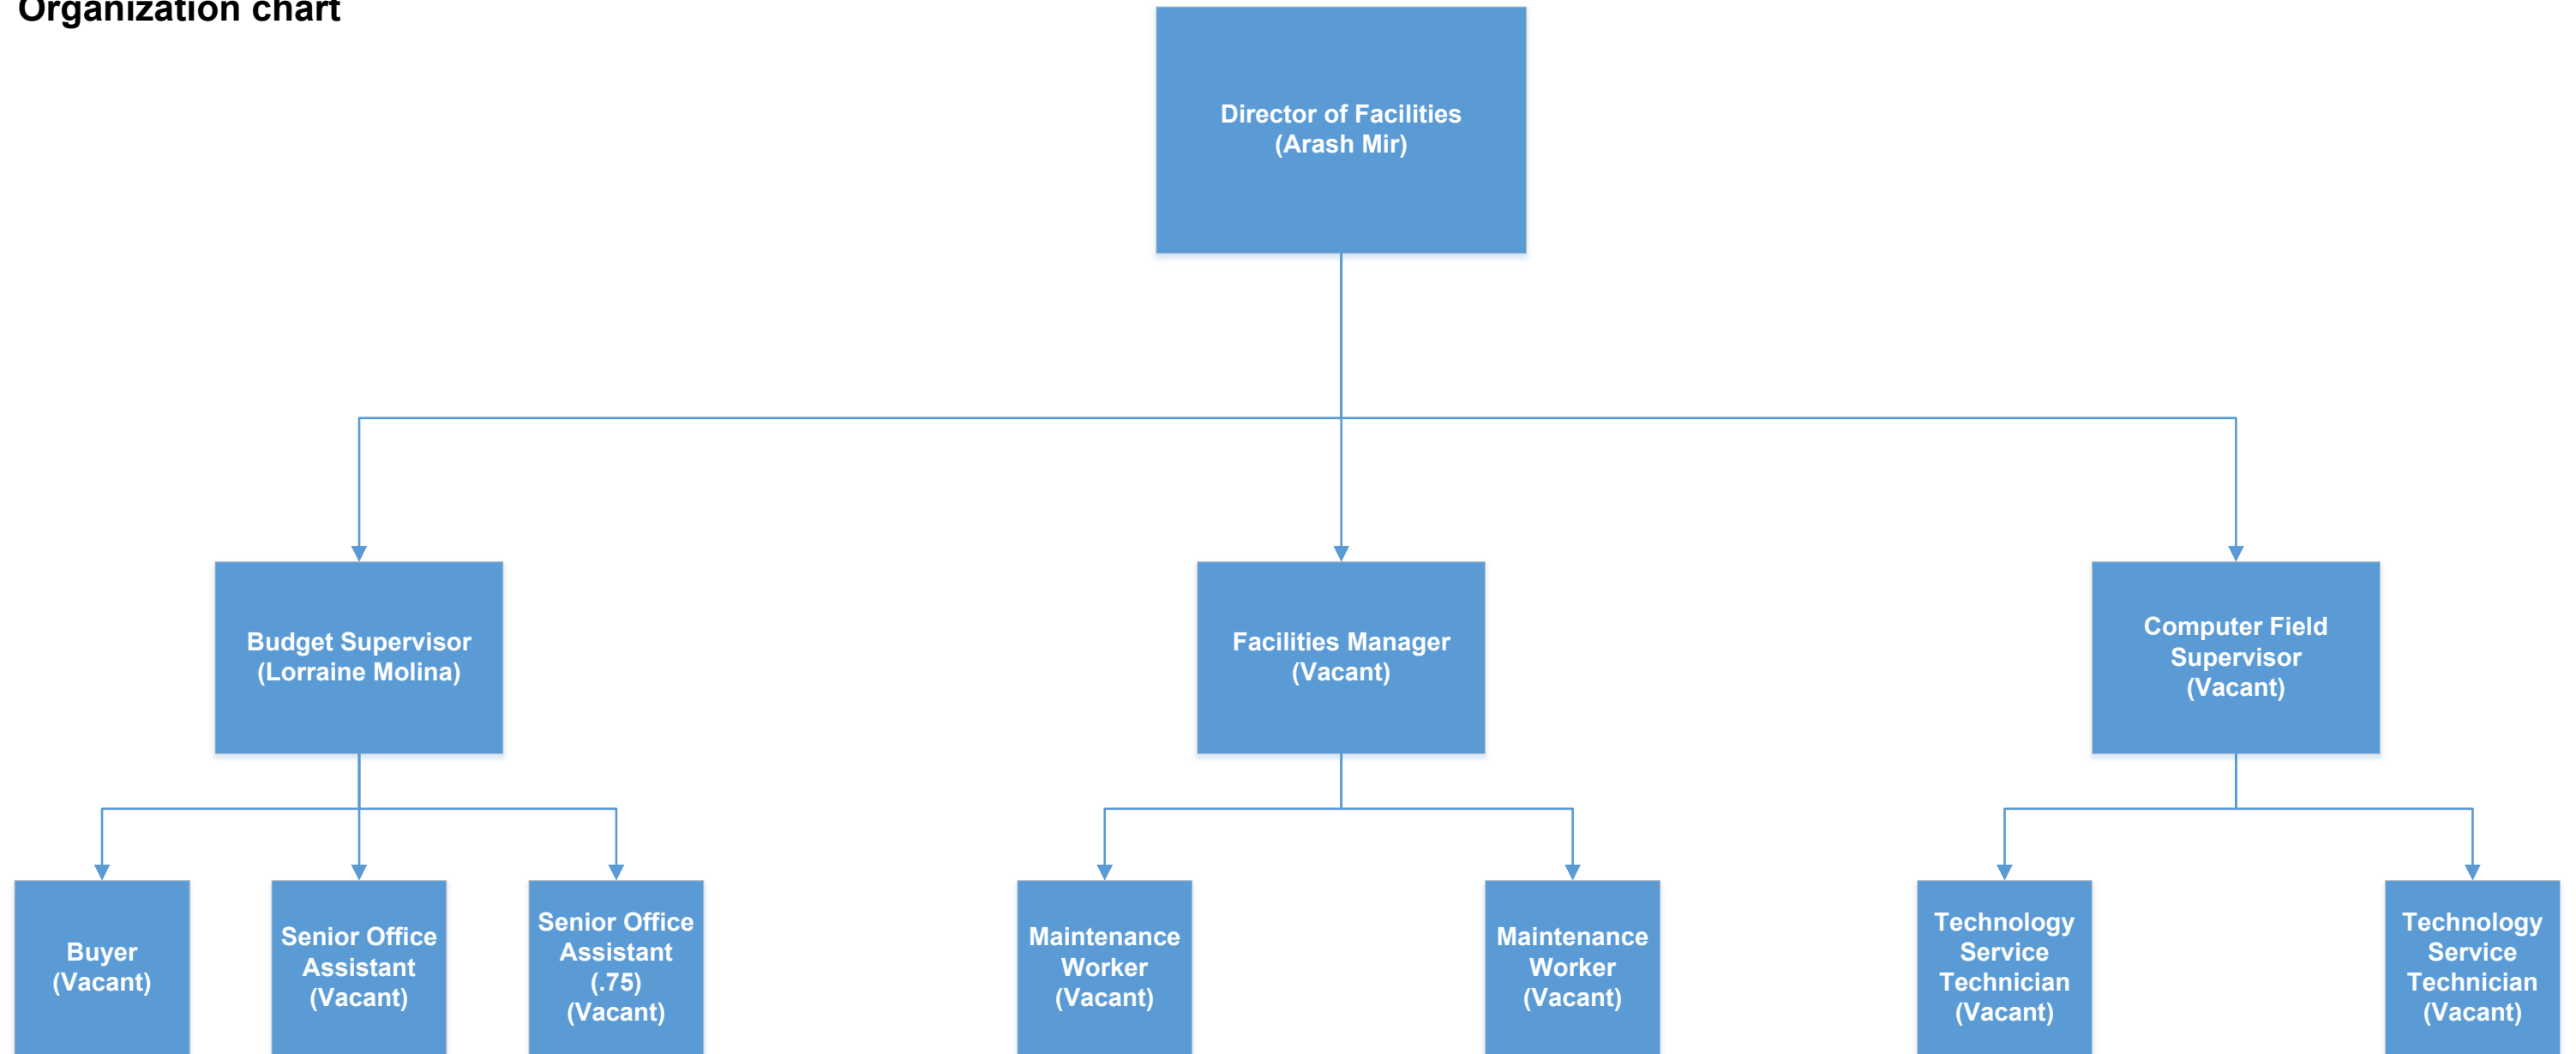 Organization chart
Director of Facilities
(Arash Mir)
Budget Supervisor
(Lorraine Molina)
Facilities Manager
(Vacant)
Computer Field
Supervisor
(Vacant)
Buyer
(Vacant)
Senior Office
Assistant
(Vacant)
Senior Office
Assistant
(.75)
(Vacant)
Maintenance
Worker
(Vacant)
Maintenance
Worker
(Vacant)
Technology
Service
Technician
(Vacant)
Technology
Service
Technician
(Vacant)